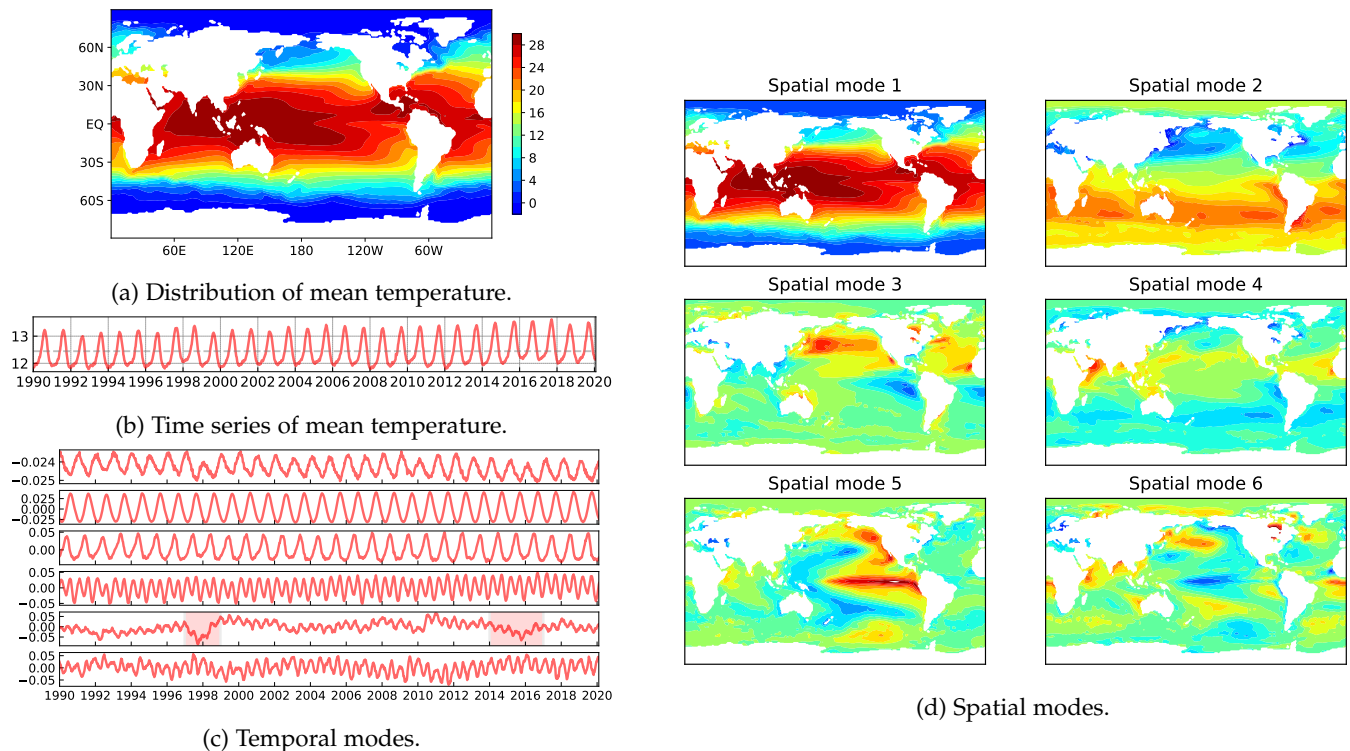 60N
30N
EQ
30S
60S
60E 120E 180 120W 60W
28
24
20
16
12
8
4
0
(a) Distribution of mean temperature.
13
12
1990 1992 1994 1996 1998 2000 2002 2004 2006 2008 2010 2012 2014 2016 2018 2020
(b) Time series of mean temperature.
−0.024
−0.025
0.025
0.000
−0.025
0.05
0.00
0.05
0.00
−0.05
0.05
0.00
−0.05
0.05
0.00
−0.05
1990 1992 1994 1996 1998 2000 2002 2004 2006 2008 2010 2012 2014 2016 2018 2020
(c) Temporal modes.
Spatial mode 1
Spatial mode 2
Spatial mode 3
Spatial mode 4
Spatial mode 5
Spatial mode 6
(d) Spatial modes.